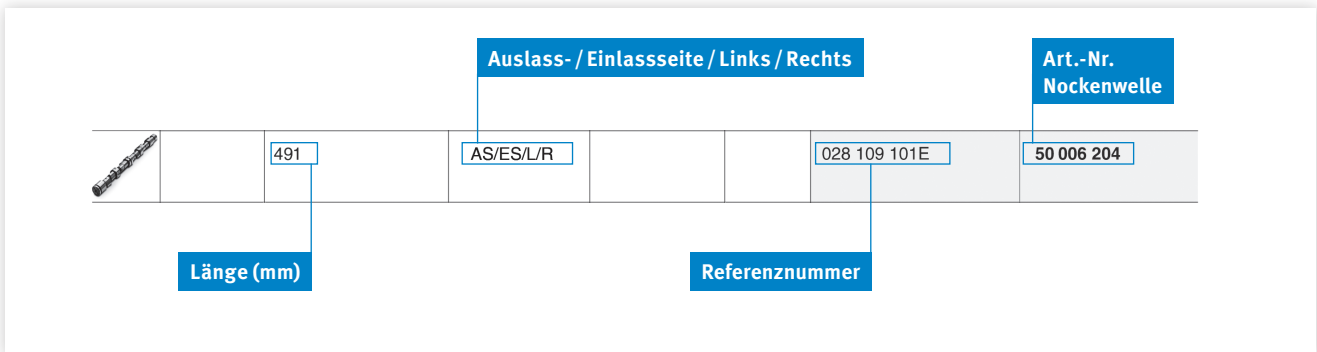 Auslass- / Einlassseite / Links / Rechts
Art.-Nr.
Nockenwelle
491
AS/ES/L/R
028 109 101E
50 006 204
Länge (mm)
Referenznummer